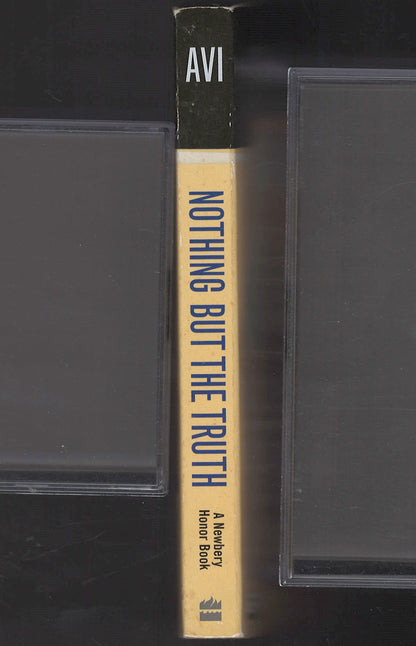 AVI
NOTHING BUT THE TRUTH
A Newbery
Honor Book